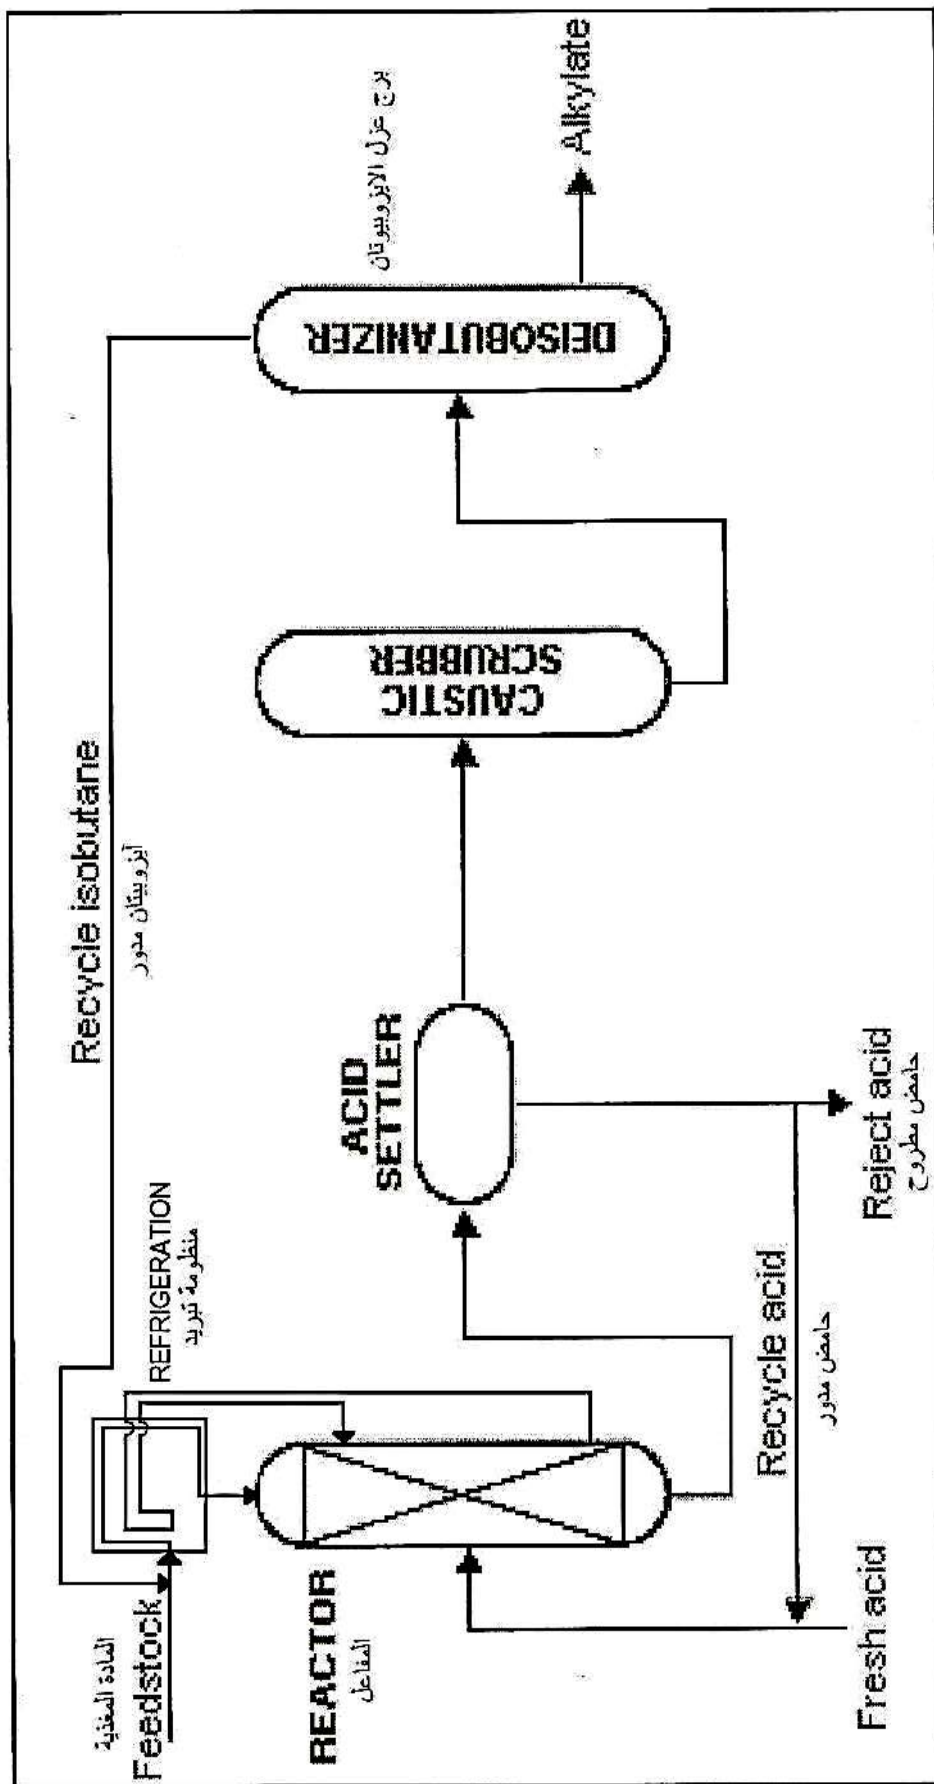 المادة المغذية
Feedstock
REFRIGERATION
منظومة تبريد
Recycle isobutane
أيزوبيتان مدور
REACTOR
المفاعل
ACID
SETTLER
CAUSTIC
SCRUBBER
DEISOBUTANIZER
برج عزل الايزوبيوتان
Alkylate
Fresh acid
Recycle acid
حامض مدور
Reject acid
حامض مطروح